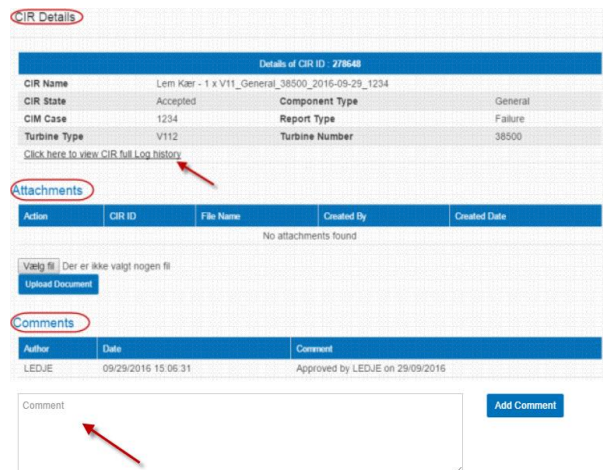 CIR Details
Details of CIR ID : 278648
CIR Name Lem Kær - 1 x V11_General_38500_2016-09-29_1234
CIR State Accepted Component Type General
CIM Case 1234 Report Type Failure
Turbine Type V112 Turbine Number 38500
Click here to view CIR full Log history
Attachments
Action CIR ID File Name Created By Created Date
No attachments found
Vælg fil Der er ikke valgt nogen fil
Upload Document
Comments
Author Date Comment
LEDJE 09/29/2016 15:06:31 Approved by LEDJE on 29/09/2016
Comment Add Comment